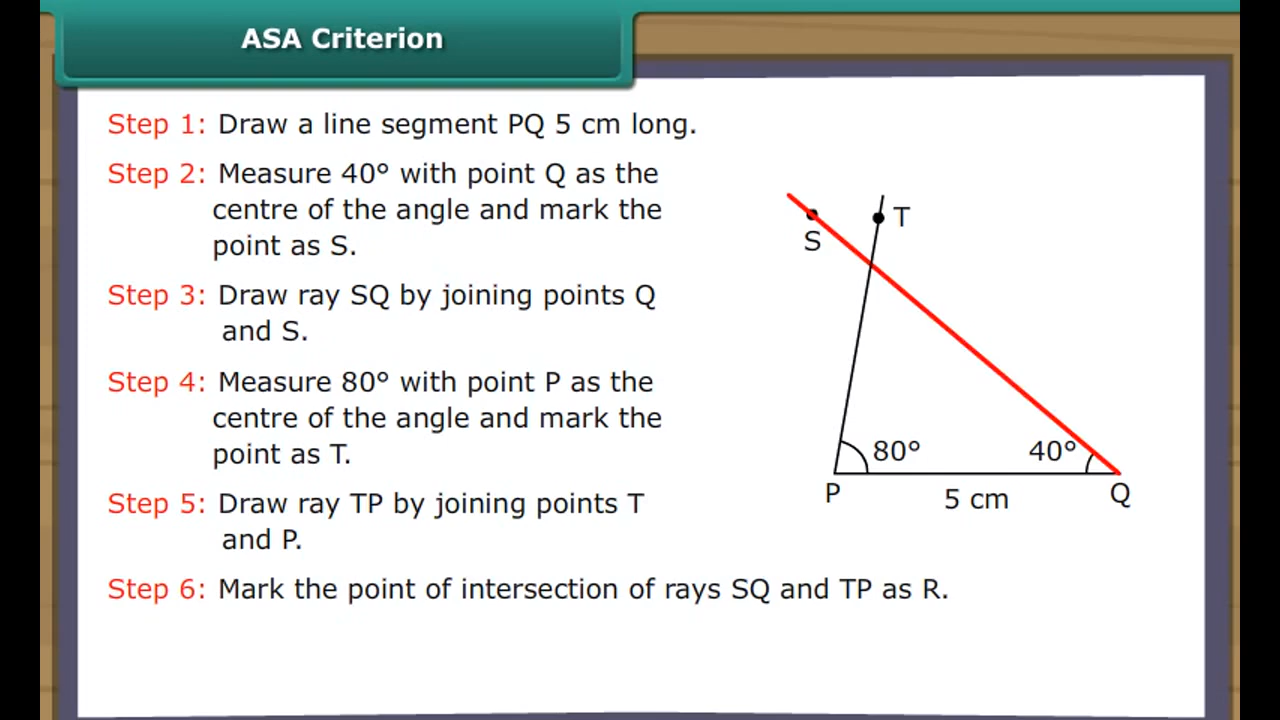 ASA Criterion
Step 1: Draw a line segment PQ 5 cm long.
Step 2: Measure 40° with point Q as the
centre of the angle and mark the
point as S.
Step 3: Draw ray SQ by joining points Q
and S.
Step 4: Measure 80° with point P as the
centre of the angle and mark the
point as T.
Step 5: Draw ray TP by joining points T
and P.
Step 6: Mark the point of intersection of rays SQ and TP as R.
T
S
80° 40°
P 5 cm Q